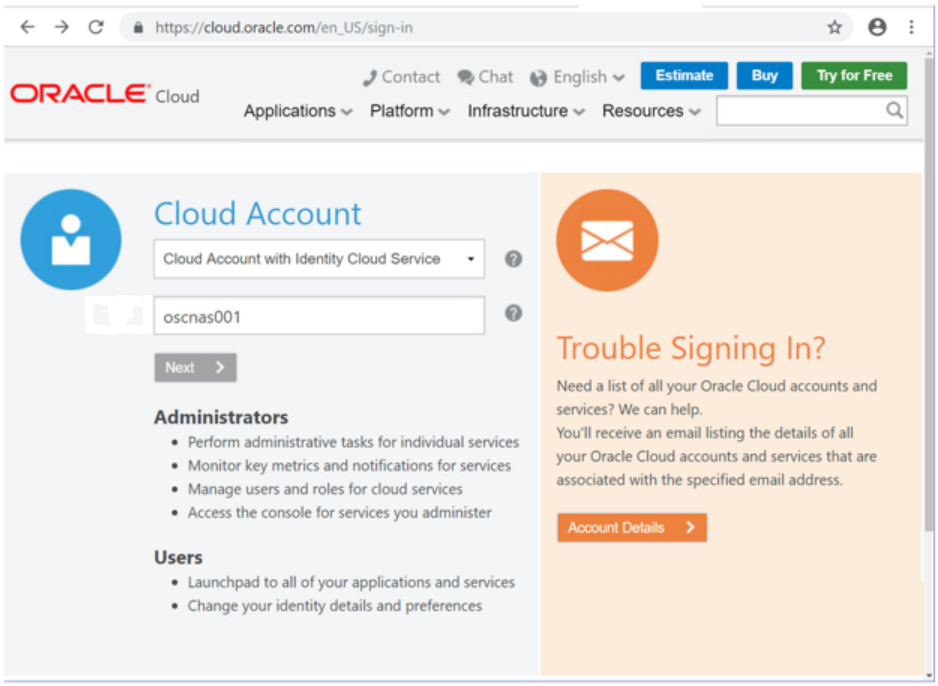 https://cloud.oracle.com/en_US/sign-in
Contact Chat English Estimate Buy Try for Free
ORACLE® Cloud
Applications Platform Infrastructure Resources
Cloud Account
Cloud Account with Identity Cloud Service ?
oscnas001 ?
Next
Administrators
• Perform administrative tasks for individual services
• Monitor key metrics and notifications for services
• Manage users and roles for cloud services
• Access the console for services you administer
Users
• Launchpad to all of your applications and services
• Change your identity details and preferences
Trouble Signing In?
Need a list of all your Oracle Cloud accounts and
services? We can help.
You'll receive an email listing the details of all
your Oracle Cloud accounts and services that are
associated with the specified email address.
Account Details